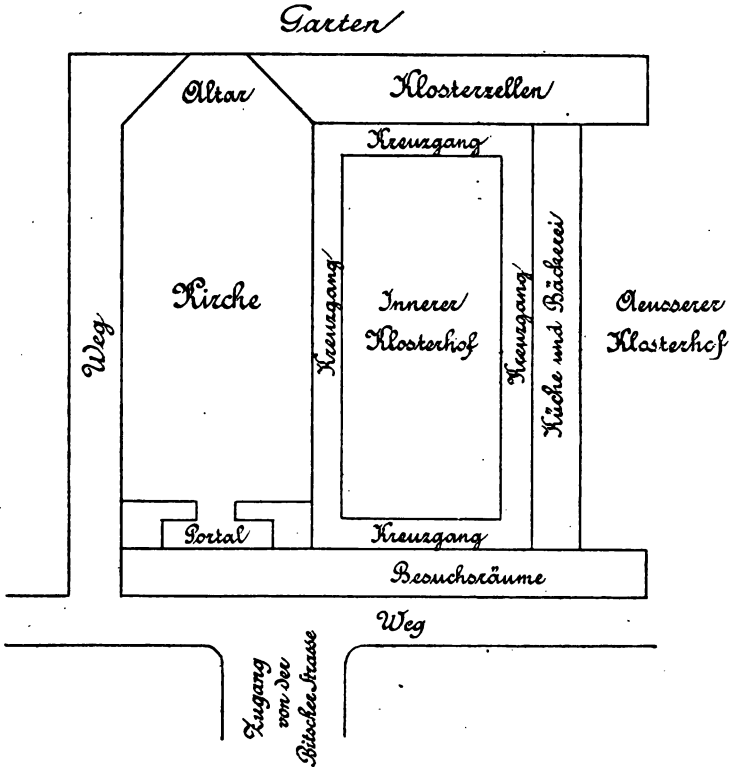 Garten
Altar
Klosterzellen
Kreuzgang
Weg
Kirche
Kreuzgang
Innerer
Klosterhof
Kreuzgang
Küche und Bäckerei
Aeusserer
Klosterhof
Portal
Kreuzgang
Besuchsräume
Weg
Zugang
von der
Bitscher Strasse